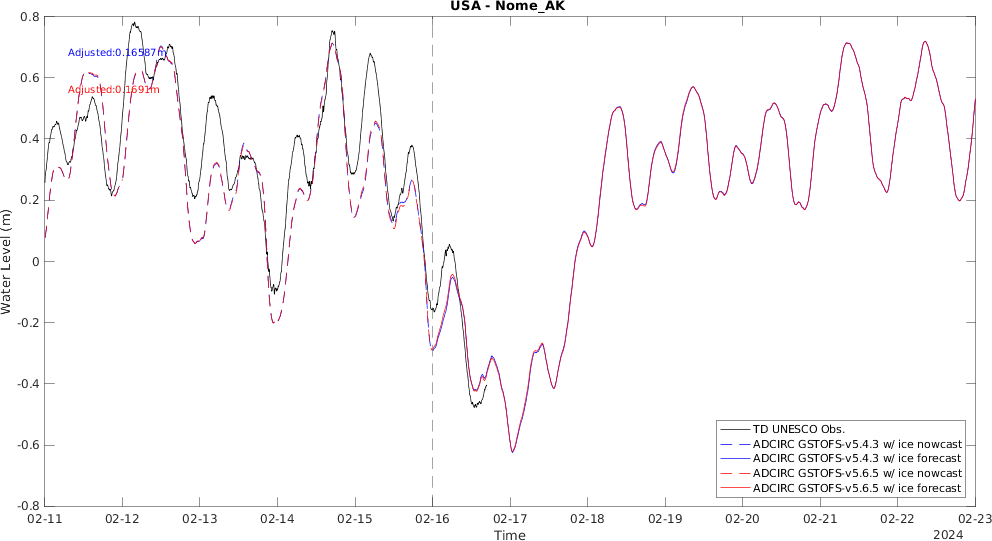 USA - Nome_AK
0.8
0.6
0.4
0.2
0
-0.2
-0.4
-0.6
-0.8
Water Level (m)
Adjusted:0.16587m
Adjusted:0.1691m
TD UNESCO Obs.
ADCIRC GSTOFS-v5.4.3 w/ ice nowcast
ADCIRC GSTOFS-v5.4.3 w/ ice forecast
ADCIRC GSTOFS-v5.6.5 w/ ice nowcast
ADCIRC GSTOFS-v5.6.5 w/ ice forecast
02-11 02-12 02-13 02-14 02-15 02-16 02-17 02-18 02-19 02-20 02-21 02-22 02-23
Time
2024